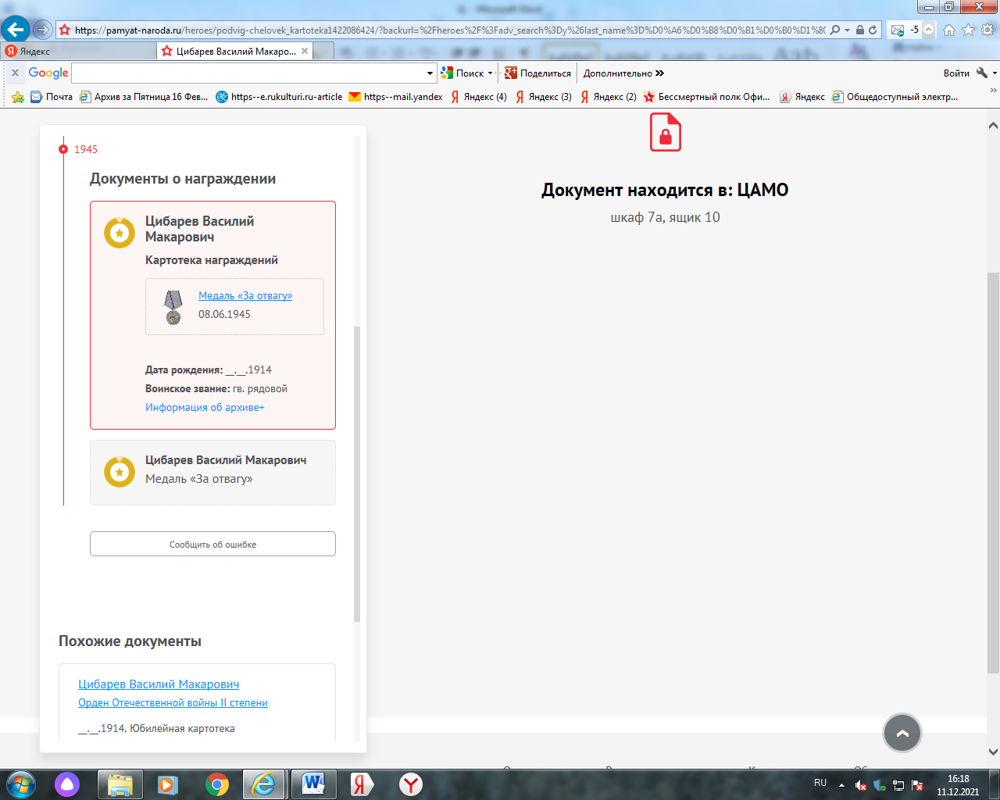 https://pamyat-naroda.ru/heroes/podvig-chelovek_kartoteka1422086424/?backurl=%2Fheroes%2F%3Fadv_search%3Dy%26last_name%3D%D0%A6%D0%B8%D0%B1%D0%B0%D1%80
-5
Яндекс
Цибарев Василий Макаро...
Google
Поиск
Поделиться
Дополнительно
Войти
Почта
Архив за Пятница 16 Фев...
https--e.rukulturi.ru-article
https--mail.yandex
Яндекс (4)
Яндекс (3)
Яндекс (2)
Бессмертный полк Офи...
Яндекс
Общедоступный электр...
1945
Документы о награждении
Цибарев Василий
Макарович
Картотека награждений
Медаль «За отвагу»
08.06.1945
Дата рождения: __.__.1914
Воинское звание: гв. рядовой
Информация об архиве+
Цибарев Василий Макарович
Медаль «За отвагу»
Сообщить об ошибке
Похожие документы
Цибарев Василий Макарович
Орден Отечественной войны II степени
__.__.1914. Юбилейная картотека
Документ находится в: ЦАМО
шкаф 7а, ящик 10
RU
16:18
11.12.2021